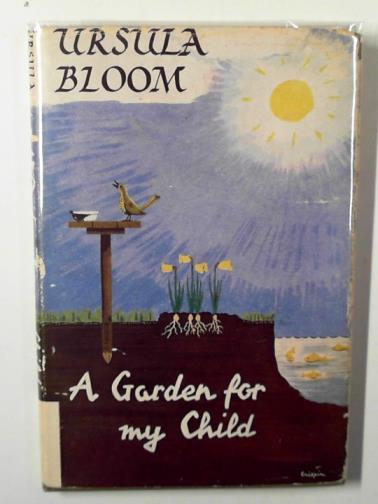 URSULA
BLOOM
A Garden for
my Child